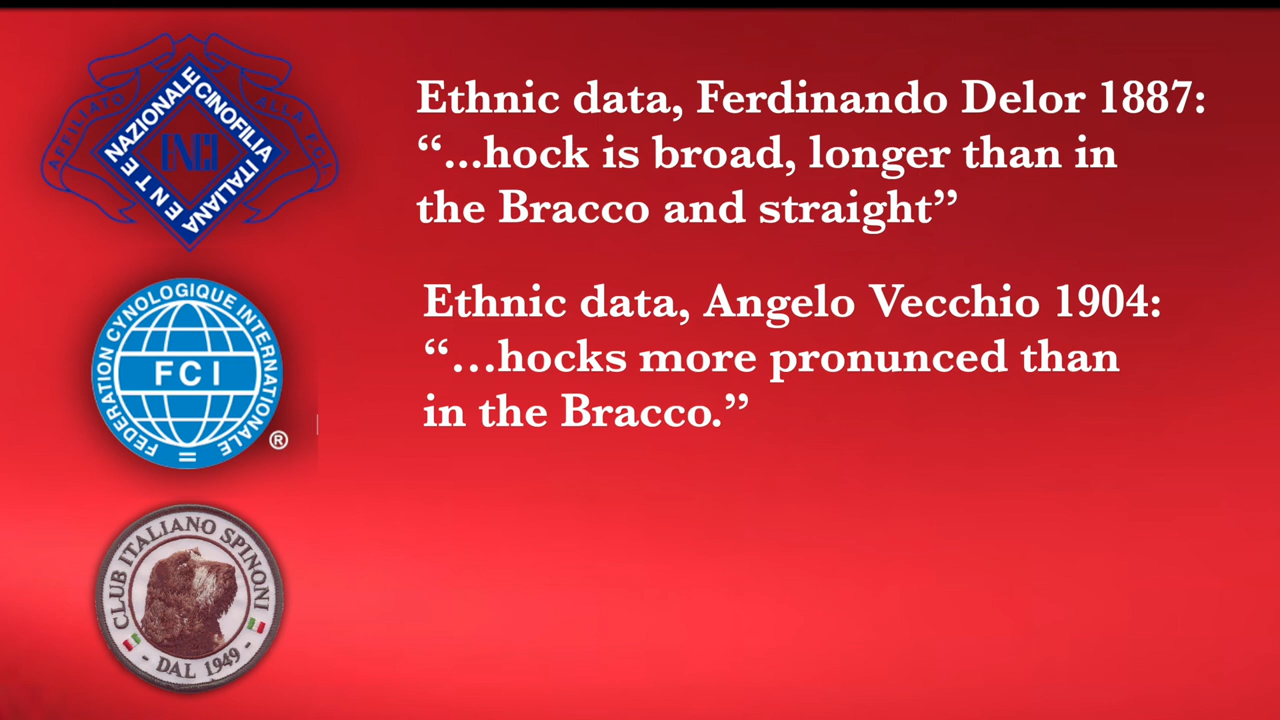 AFFILIATO ALLA F.C.I.
ENTE NAZIONALE CINOFILIA ITALIANA
ENCI
Ethnic data, Ferdinando Delor 1887:
“...hock is broad, longer than in
the Bracco and straight”
FEDERATION CYNOLOGIQUE INTERNATIONALE
FCI
®
Ethnic data, Angelo Vecchio 1904:
“...hocks more pronunced than
in the Bracco.”
CLUB ITALIANO SPINONI
- DAL 1949 -